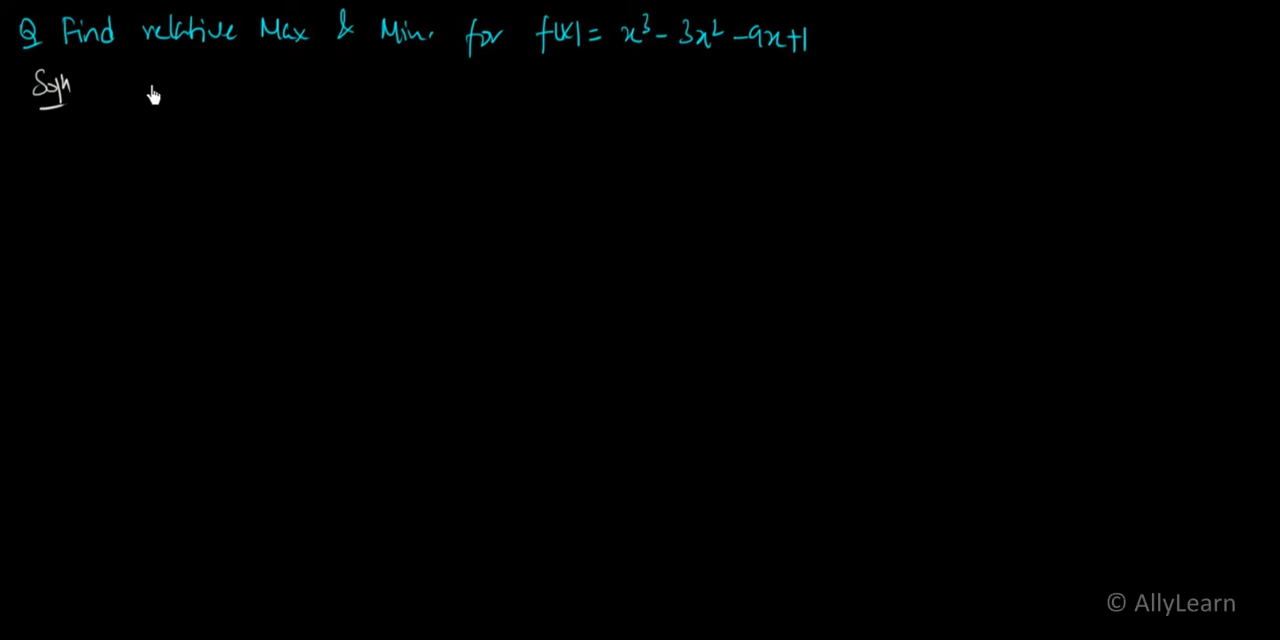 Q Find relative Max & Min. for f(x) = x³ - 3x² - 9x + 1
Soln
© AllyLearn